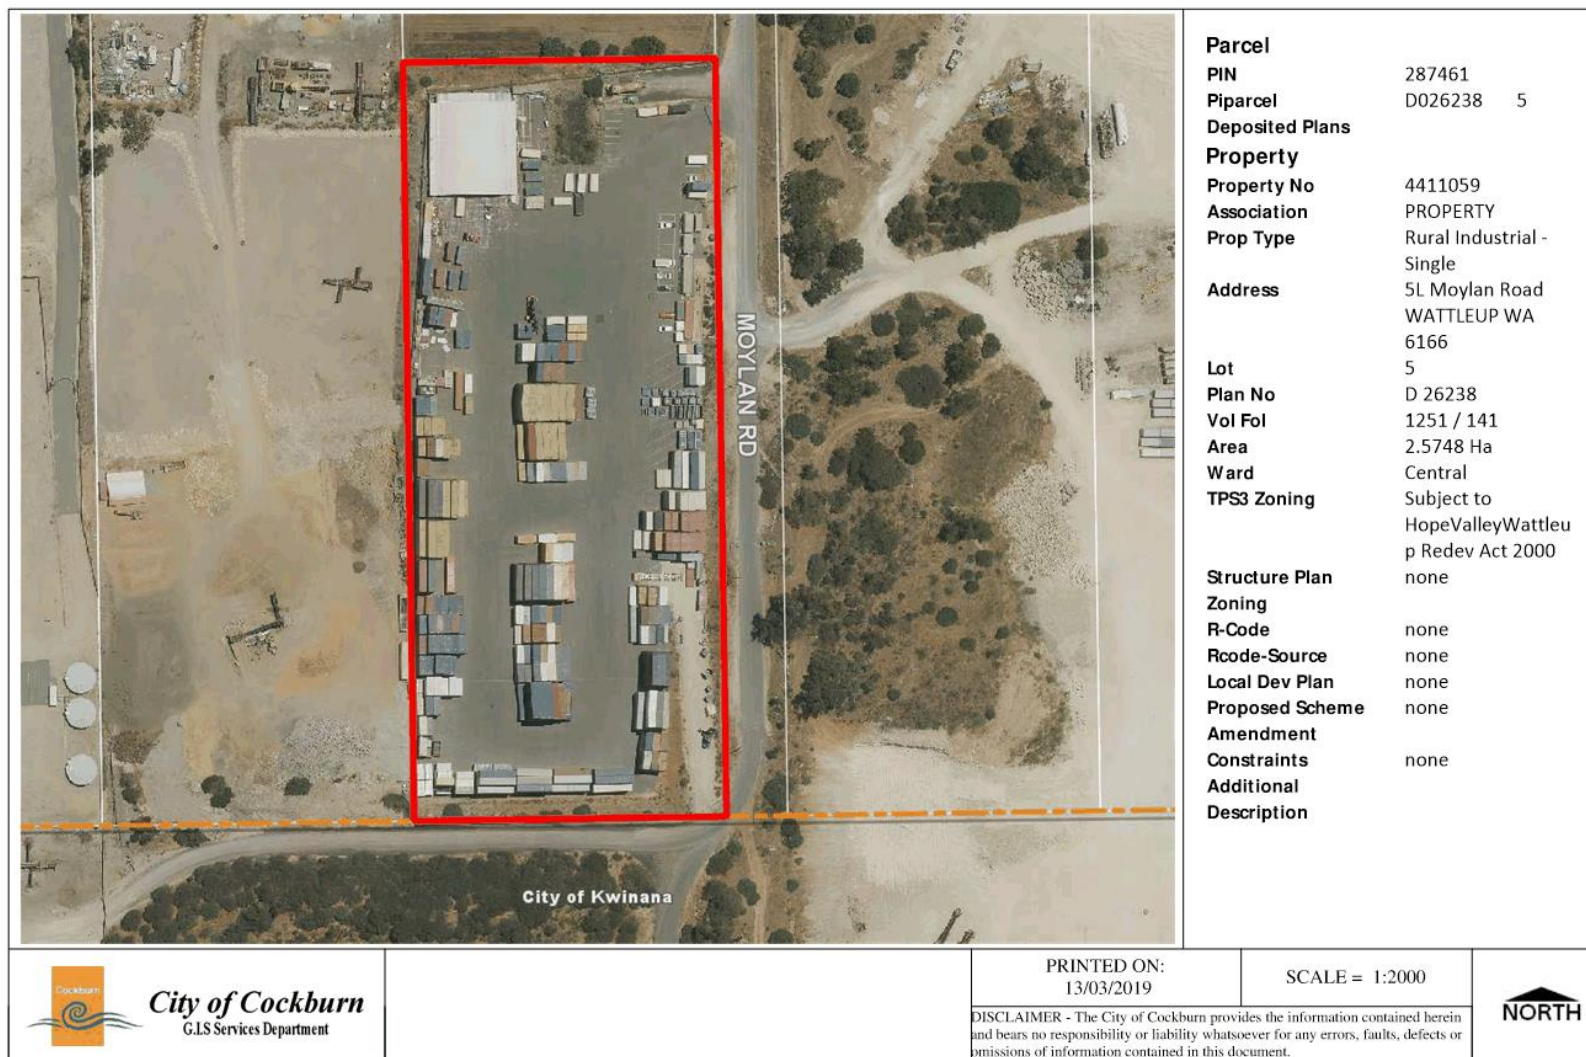 MOYLAN RD
City of Kwinana
Parcel
PIN 287461
Piparcel D026238 5
Deposited Plans
Property
Property No 4411059
Association PROPERTY
Prop Type Rural Industrial -
Single
Address 5L Moylan Road
WATTLEUP WA
6166
Lot 5
Plan No D 26238
Vol Fol 1251 / 141
Area 2.5748 Ha
Ward Central
TPS3 Zoning Subject to
HopeValleyWattleu
p Redev Act 2000
Structure Plan none
Zoning
R-Code none
Rcode-Source none
Local Dev Plan none
Proposed Scheme none
Amendment
Constraints none
Additional
Description
Cockburn
City of Cockburn
G.I.S Services Department
PRINTED ON:
13/03/2019
SCALE = 1:2000
DISCLAIMER - The City of Cockburn provides the information contained herein
and bears no responsibility or liability whatsoever for any errors, faults, defects or
omissions of information contained in this document.
NORTH